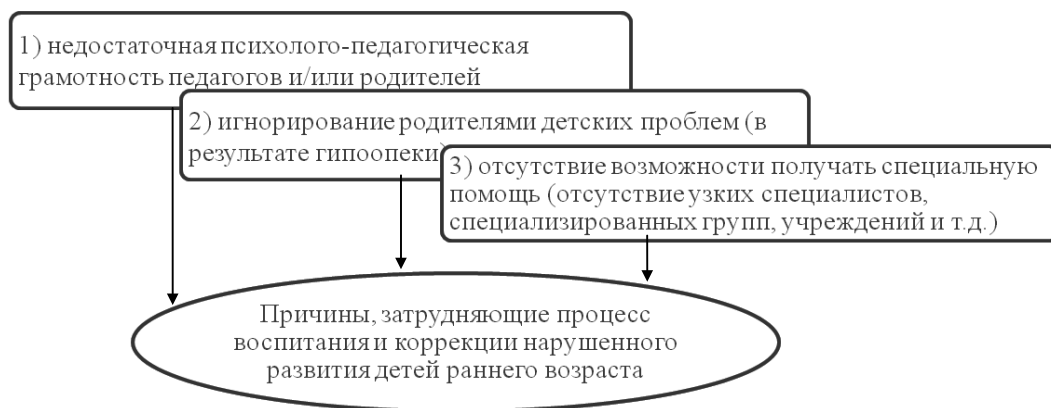 1) недостаточная психолого-педагогическая
грамотность педагогов и/или родителей
2) игнорирование родителями детских проблем (в
результате гипоопеки)
3) отсутствие возможности получать специальную
помощь (отсутствие узких специалистов,
специализированных групп, учреждений и т.д.)
Причины, затрудняющие процесс
воспитания и коррекции нарушенного
развития детей раннего возраста